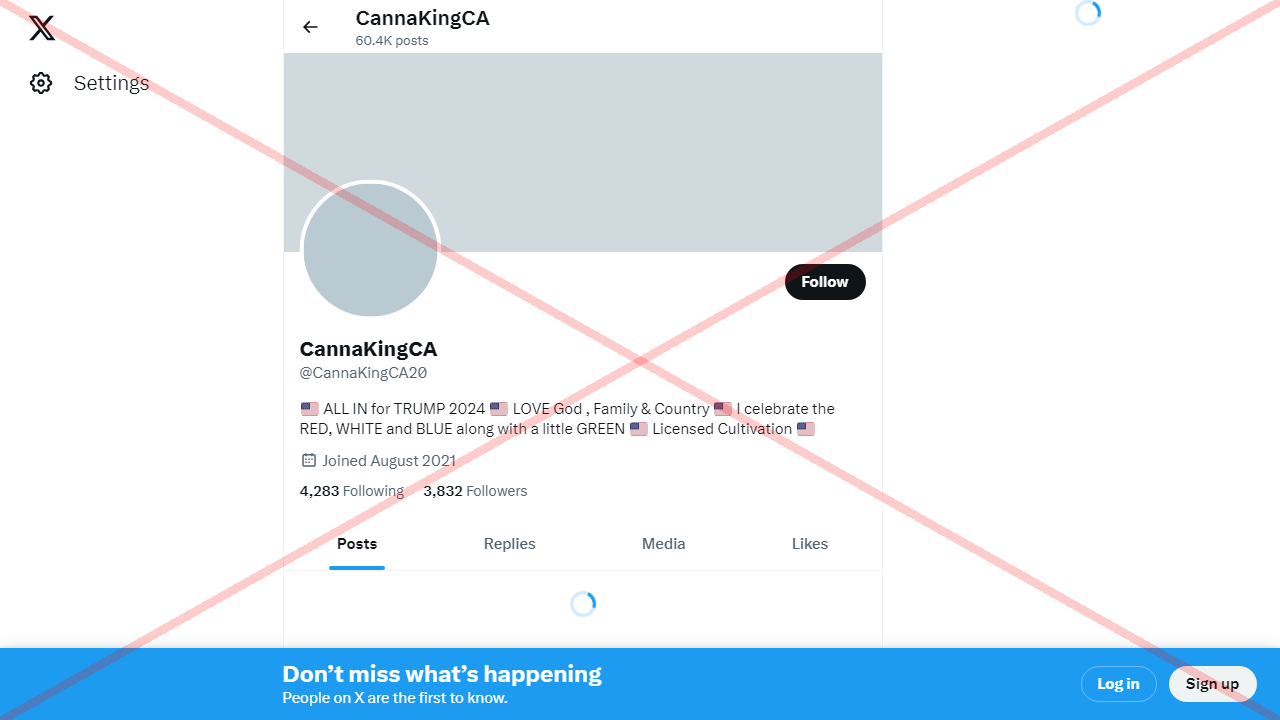 CannaKingCA
60.4K posts
Settings
Follow
CannaKingCA
@CannaKingCA20
🇺🇸 ALL IN for TRUMP 2024 🇺🇸 LOVE God , Family & Country 🇺🇸 I celebrate the
RED, WHITE and BLUE along with a little GREEN 🇺🇸 Licensed Cultivation 🇺🇸
Joined August 2021
4,283 Following 3,832 Followers
Posts Replies Media Likes
Don’t miss what’s happening
People on X are the first to know.
Log in Sign up